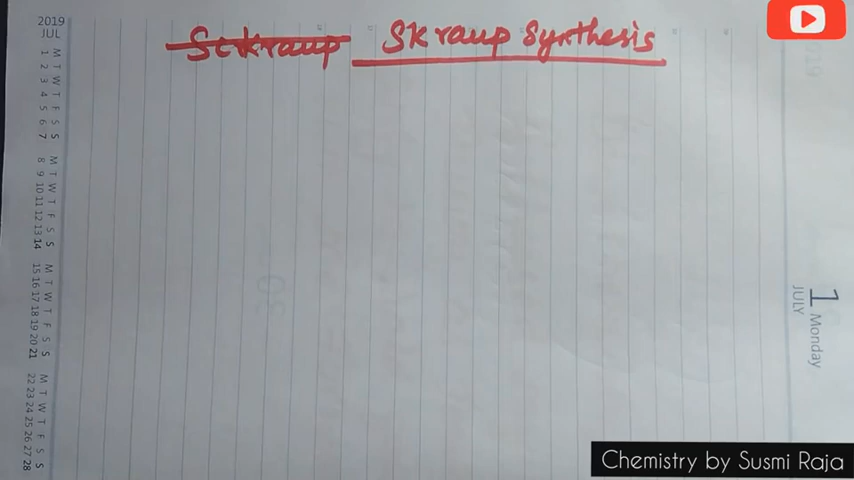 Sckraup Skraup Synthesis
2019
JUL
M T W T F S S
1 2 3 4 5 6 7
M T W T F S S
8 9 10 11 12 13 14
M T W T F S S
15 16 17 18 19 20 21
M T W T F S S
22 23 24 25 26 27 28
1 Monday
JULY
Chemistry by Susmi Raja